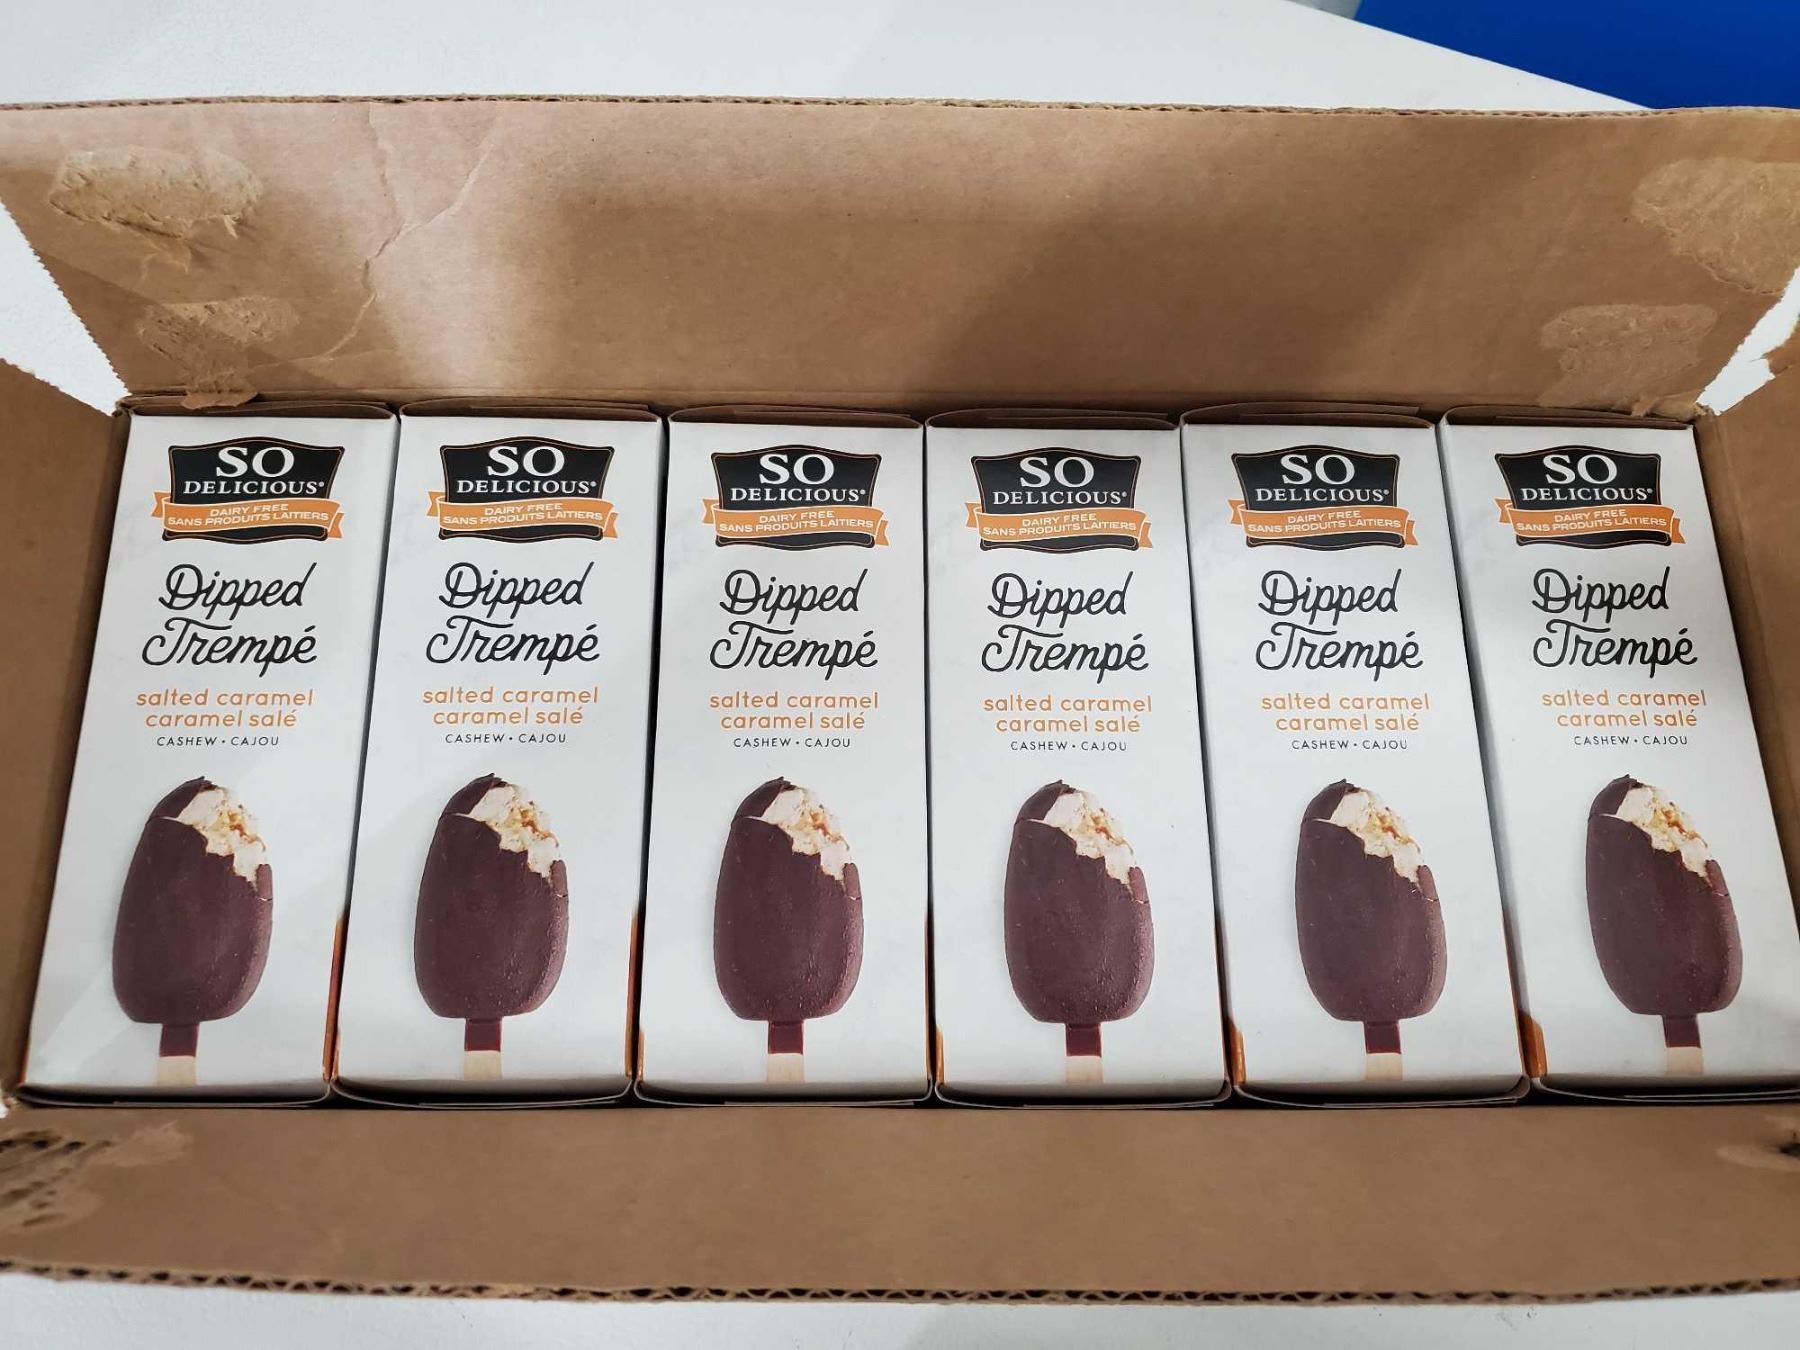 SO
DELICIOUS®
DAIRY FREE
SANS PRODUITS LAITIERS
Dipped
Trempé
salted caramel
caramel salé
CASHEW • CAJOU
SO
DELICIOUS®
DAIRY FREE
SANS PRODUITS LAITIERS
Dipped
Trempé
salted caramel
caramel salé
CASHEW • CAJOU
SO
DELICIOUS®
DAIRY FREE
SANS PRODUITS LAITIERS
Dipped
Trempé
salted caramel
caramel salé
CASHEW • CAJOU
SO
DELICIOUS®
DAIRY FREE
SANS PRODUITS LAITIERS
Dipped
Trempé
salted caramel
caramel salé
CASHEW • CAJOU
SO
DELICIOUS®
DAIRY FREE
SANS PRODUITS LAITIERS
Dipped
Trempé
salted caramel
caramel salé
CASHEW • CAJOU
SO
DELICIOUS®
DAIRY FREE
SANS PRODUITS LAITIERS
Dipped
Trempé
salted caramel
caramel salé
CASHEW • CAJOU